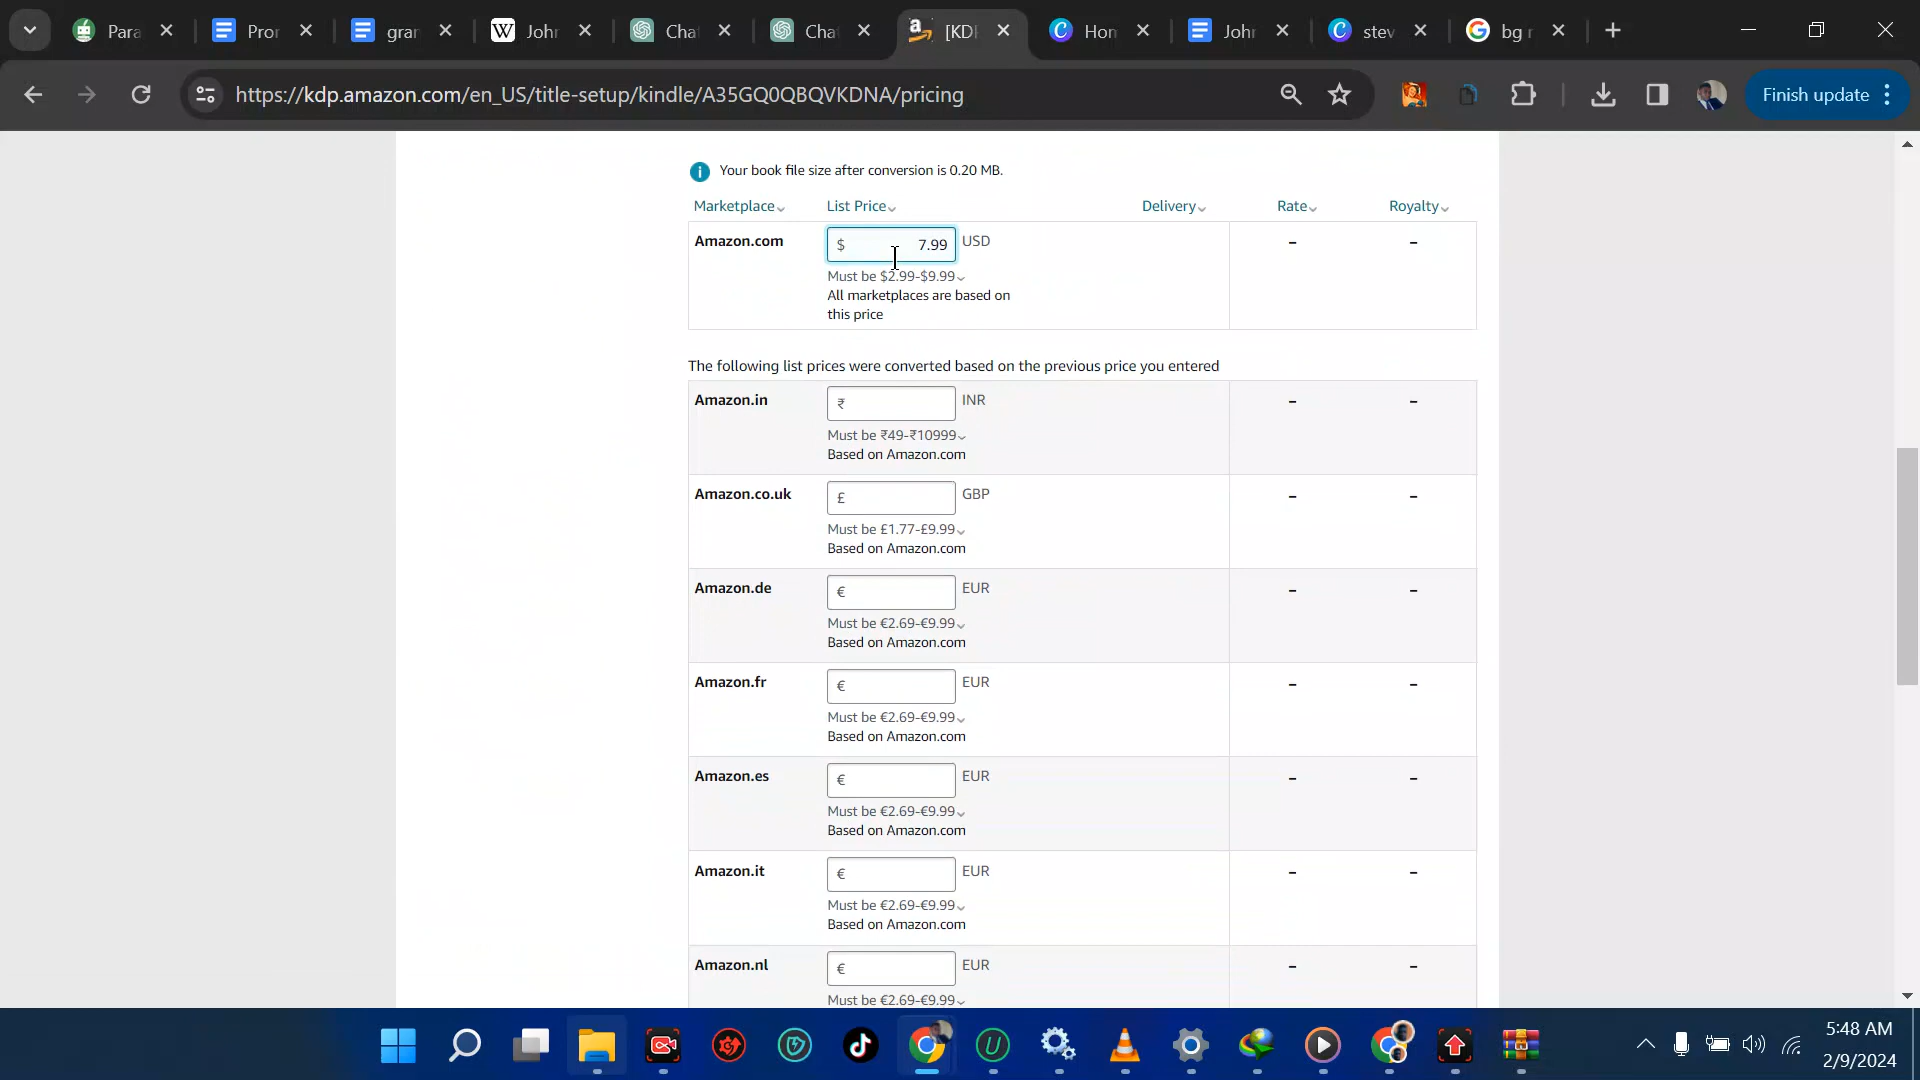 Para
Pror
grar
Johr
Cha
Cha
[KD
Hon
Johr
stev
bg r
https://kdp.amazon.com/en_US/title-setup/kindle/A35GQ0QBQVKDNA/pricing
Finish update
Your book file size after conversion is 0.20 MB.
Marketplace List Price Delivery Rate Royalty
Amazon.com $ 7.99 USD – –
Must be $2.99-$9.99
All marketplaces are based on
this price
The following list prices were converted based on the previous price you entered
Amazon.in ₹ INR – –
Must be ₹49-₹10999
Based on Amazon.com
Amazon.co.uk £ GBP – –
Must be £1.77-£9.99
Based on Amazon.com
Amazon.de € EUR – –
Must be €2.69-€9.99
Based on Amazon.com
Amazon.fr € EUR – –
Must be €2.69-€9.99
Based on Amazon.com
Amazon.es € EUR – –
Must be €2.69-€9.99
Based on Amazon.com
Amazon.it € EUR – –
Must be €2.69-€9.99
Based on Amazon.com
Amazon.nl € EUR – –
Must be €2.69-€9.99
5:48 AM
2/9/2024